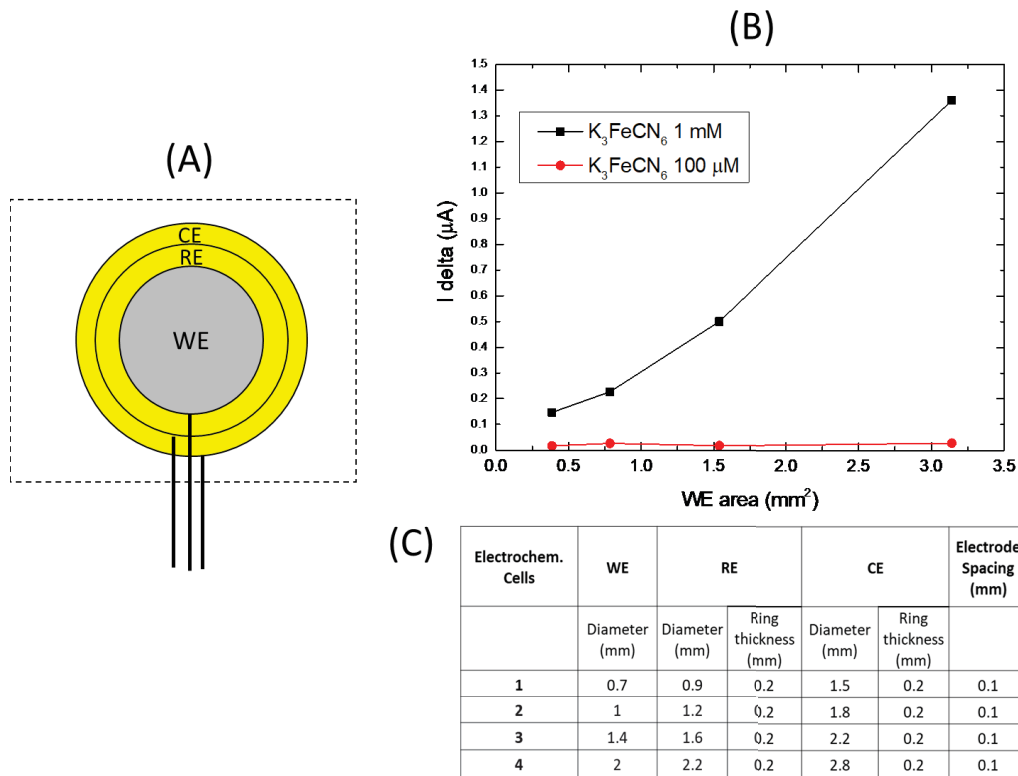 (A)
CE
RE
WE
(B)
1.5
1.4
1.3
1.2
1.1
1.0
0.9
0.8
0.7
0.6
0.5
0.4
0.3
0.2
0.1
0.0
I delta (μA)
K₃FeCN₆ 1 mM
K₃FeCN₆ 100 μM
0.0 0.5 1.0 1.5 2.0 2.5 3.0 3.5
WE area (mm²)
(C)
Electrochem. Cells WE RE CE Electrode Spacing (mm)
Diameter (mm) Diameter (mm) Ring thickness (mm) Diameter (mm) Ring thickness (mm)
1 0.7 0.9 0.2 1.5 0.2 0.1
2 1 1.2 0.2 1.8 0.2 0.1
3 1.4 1.6 0.2 2.2 0.2 0.1
4 2 2.2 0.2 2.8 0.2 0.1